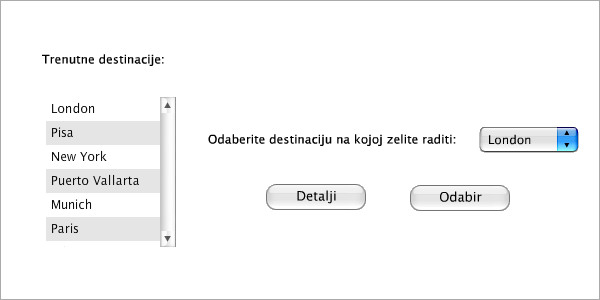 Trenutne destinacije:
London
Pisa
New York
Puerto Vallarta
Munich
Paris
Odaberite destinaciju na kojoj zelite raditi:
London
Detalji
Odabir